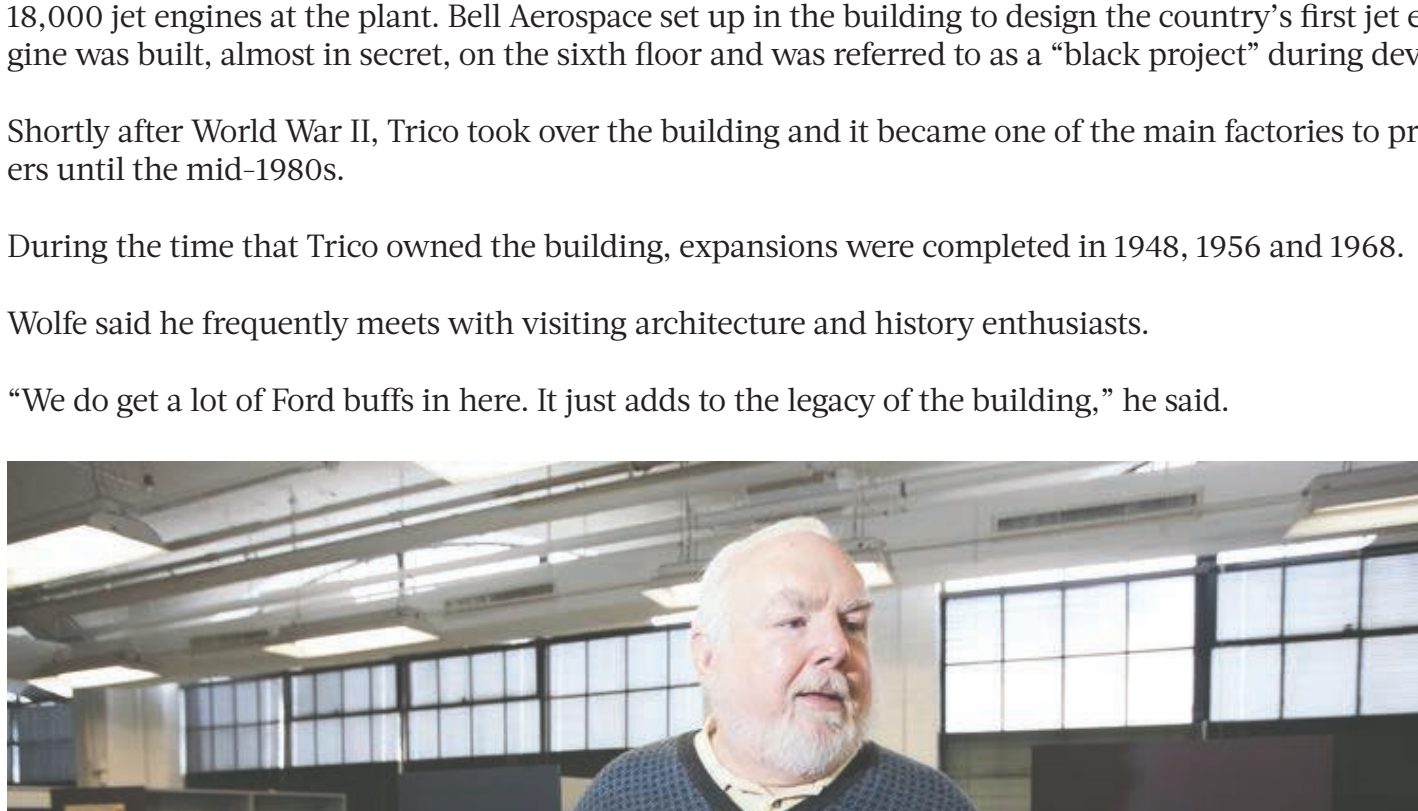 18,000 jet engines at the plant. Bell Aerospace set up in the building to design the country’s first jet e
gine was built, almost in secret, on the sixth floor and was referred to as a “black project” during dev
Shortly after World War II, Trico took over the building and it became one of the main factories to pr
ers until the mid-1980s.
During the time that Trico owned the building, expansions were completed in 1948, 1956 and 1968.
Wolfe said he frequently meets with visiting architecture and history enthusiasts.
“We do get a lot of Ford buffs in here. It just adds to the legacy of the building,” he said.